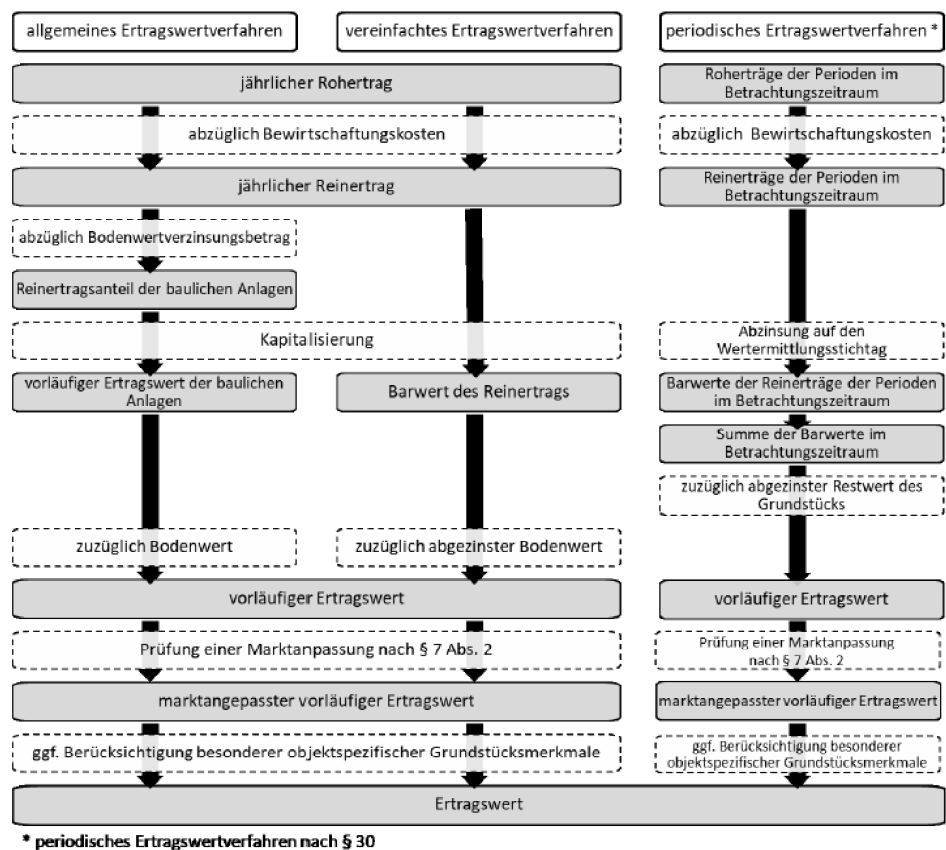 allgemeines Ertragswertverfahren
vereinfachtes Ertragswertverfahren
periodisches Ertragswertverfahren *
jährlicher Rohertrag
Roherträge der Perioden im
Betrachtungszeitraum
abzüglich Bewirtschaftungskosten
abzüglich Bewirtschaftungskosten
jährlicher Reinertrag
Reinerträge der Perioden im
Betrachtungszeitraum
abzüglich Bodenwertverzinsungsbetrag
Reinertragsanteil der baulichen Anlagen
Kapitalisierung
Abzinsung auf den
Wertermittlungsstichtag
vorläufiger Ertragswert der baulichen
Anlagen
Barwert des Reinertrags
Barwerte der Reinerträge der Perioden
im Betrachtungszeitraum
Summe der Barwerte im
Betrachtungszeitraum
zuzüglich abgezinster Restwert des
Grundstücks
zuzüglich Bodenwert
zuzüglich abgezinster Bodenwert
vorläufiger Ertragswert
vorläufiger Ertragswert
Prüfung einer Marktanpassung nach § 7 Abs. 2
Prüfung einer Marktanpassung
nach § 7 Abs. 2
marktangepasster vorläufiger Ertragswert
marktangepasster vorläufiger Ertragswert
ggf. Berücksichtigung besonderer objektspezifischer Grundstücksmerkmale
ggf. Berücksichtigung besonderer
objektspezifischer Grundstücksmerkmale
Ertragswert
* periodisches Ertragswertverfahren nach § 30